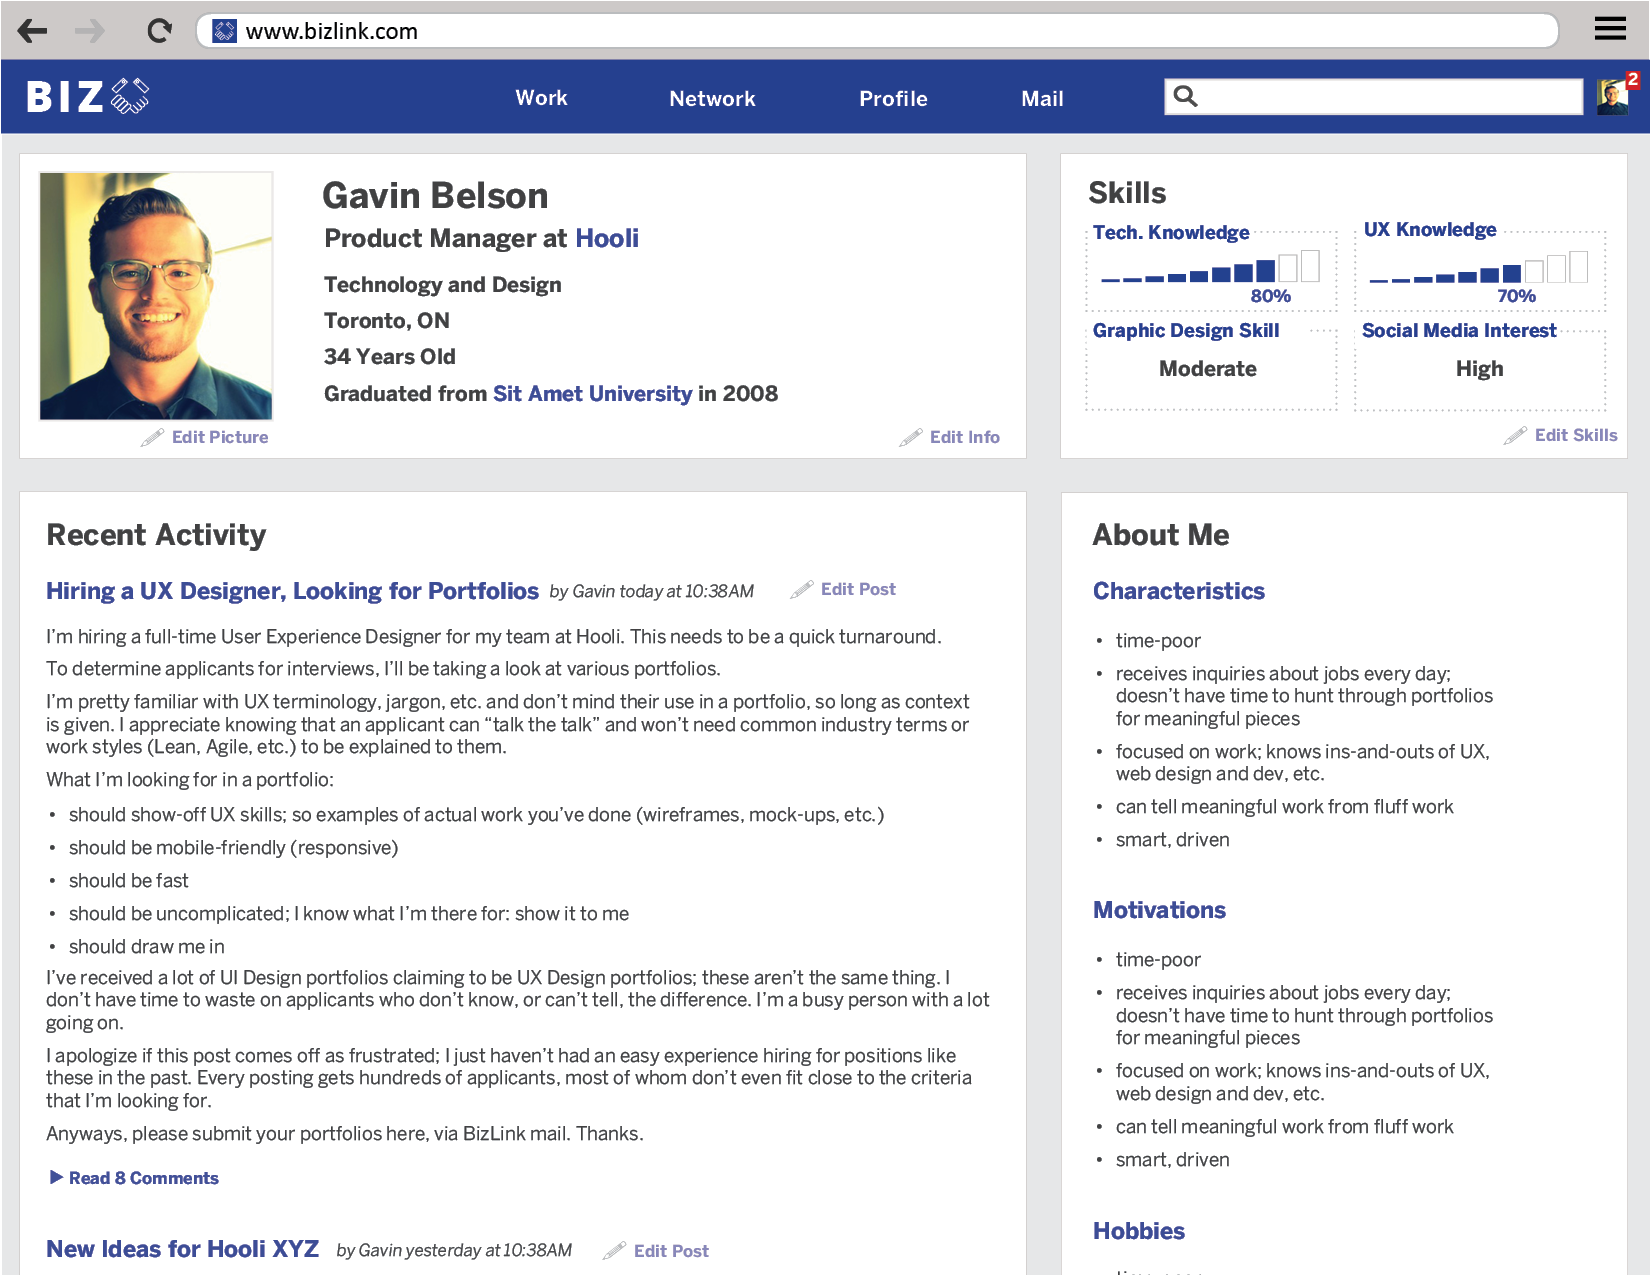 www.bizlink.com
BIZ
Work
Network
Profile
Mail
2
Gavin Belson
Product Manager at Hooli
Technology and Design
Toronto, ON
34 Years Old
Graduated from Sit Amet University in 2008
Edit Picture
Edit Info
Skills
Tech. Knowledge
80%
UX Knowledge
70%
Graphic Design Skill
Moderate
Social Media Interest
High
Edit Skills
Recent Activity
Hiring a UX Designer, Looking for Portfolios by Gavin today at 10:38AM Edit Post
I'm hiring a full-time User Experience Designer for my team at Hooli. This needs to be a quick turnaround.
To determine applicants for interviews, I'll be taking a look at various portfolios.
I'm pretty familiar with UX terminology, jargon, etc. and don't mind their use in a portfolio, so long as context
is given. I appreciate knowing that an applicant can "talk the talk" and won't need common industry terms or
work styles (Lean, Agile, etc.) to be explained to them.
What I'm looking for in a portfolio:
• should show-off UX skills; so examples of actual work you've done (wireframes, mock-ups, etc.)
• should be mobile-friendly (responsive)
• should be fast
• should be uncomplicated; I know what I'm there for: show it to me
• should draw me in
I've received a lot of UI Design portfolios claiming to be UX Design portfolios; these aren't the same thing. I
don't have time to waste on applicants who don't know, or can't tell, the difference. I'm a busy person with a lot
going on.
I apologize if this post comes off as frustrated; I just haven't had an easy experience hiring for positions like
these in the past. Every posting gets hundreds of applicants, most of whom don't even fit close to the criteria
that I'm looking for.
Anyways, please submit your portfolios here, via BizLink mail. Thanks.
Read 8 Comments
New Ideas for Hooli XYZ by Gavin yesterday at 10:38AM Edit Post
About Me
Characteristics
• time-poor
• receives inquiries about jobs every day;
doesn't have time to hunt through portfolios
for meaningful pieces
• focused on work; knows ins-and-outs of UX,
web design and dev, etc.
• can tell meaningful work from fluff work
• smart, driven
Motivations
• time-poor
• receives inquiries about jobs every day;
doesn't have time to hunt through portfolios
for meaningful pieces
• focused on work; knows ins-and-outs of UX,
web design and dev, etc.
• can tell meaningful work from fluff work
• smart, driven
Hobbies